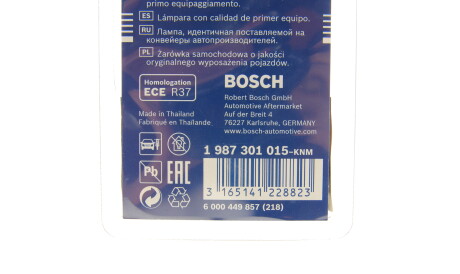 primo equipaggiamento.
ES Lámpara con calidad de primer equipo.
RU Лампа, идентичная поставляемой на
конвейеры автопроизводителей.
PL Żarówka samochodowa o jakości
oryginalnego wyposażenia pojazdów.
Homologation
ECE R37
BOSCH
Robert Bosch GmbH
Automotive Aftermarket
Auf der Breit 4
76227 Karlsruhe, GERMANY
www.bosch-automotive.com
Made in Thailand
Fabriqué en Thaïlande.
1 987 301 015-KNM
Pb
EAC
3 165141 228823
6 000 449 857 (218)